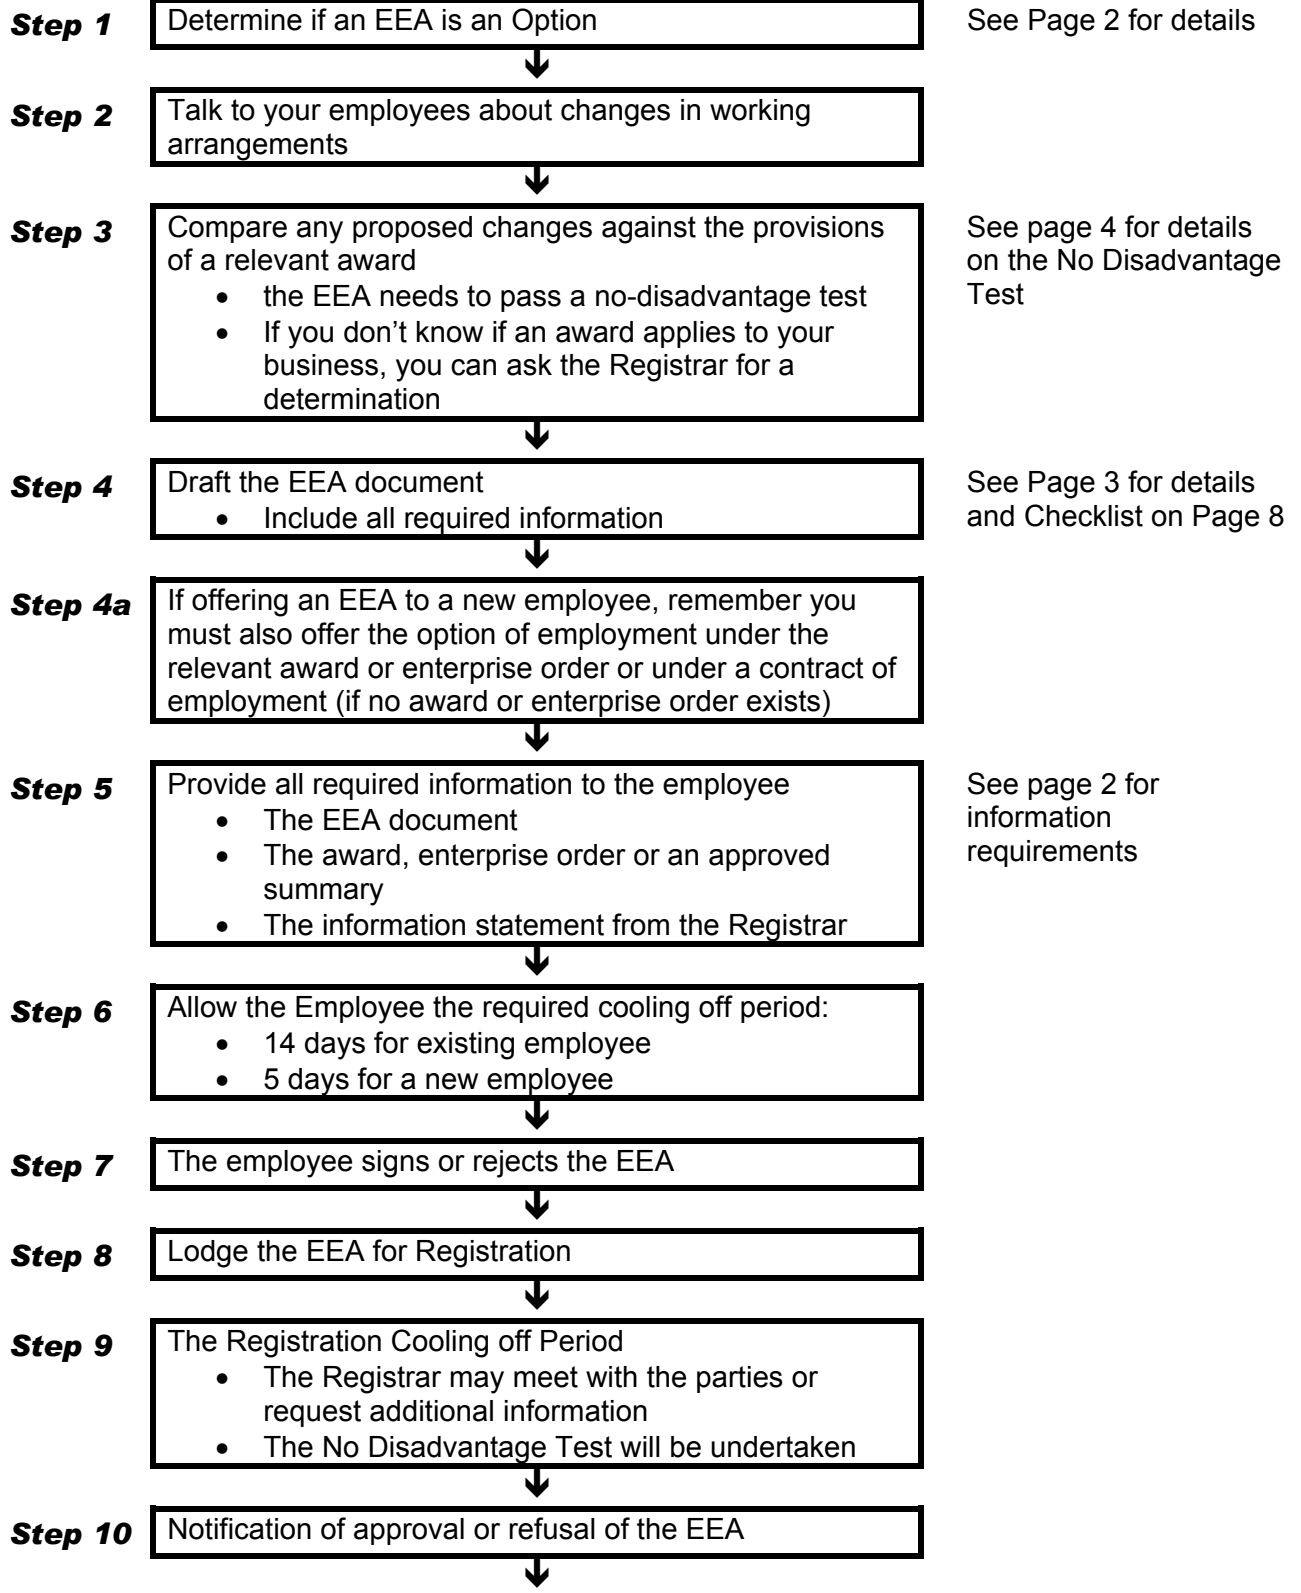 Step 1
Determine if an EEA is an Option
See Page 2 for details
Step 2
Talk to your employees about changes in working
arrangements
Step 3
Compare any proposed changes against the provisions
of a relevant award
• the EEA needs to pass a no-disadvantage test
• If you don’t know if an award applies to your
business, you can ask the Registrar for a
determination
See page 4 for details
on the No Disadvantage
Test
Step 4
Draft the EEA document
• Include all required information
See Page 3 for details
and Checklist on Page 8
Step 4a
If offering an EEA to a new employee, remember you
must also offer the option of employment under the
relevant award or enterprise order or under a contract of
employment (if no award or enterprise order exists)
Step 5
Provide all required information to the employee
• The EEA document
• The award, enterprise order or an approved
summary
• The information statement from the Registrar
See page 2 for
information
requirements
Step 6
Allow the Employee the required cooling off period:
• 14 days for existing employee
• 5 days for a new employee
Step 7
The employee signs or rejects the EEA
Step 8
Lodge the EEA for Registration
Step 9
The Registration Cooling off Period
• The Registrar may meet with the parties or
request additional information
• The No Disadvantage Test will be undertaken
Step 10
Notification of approval or refusal of the EEA